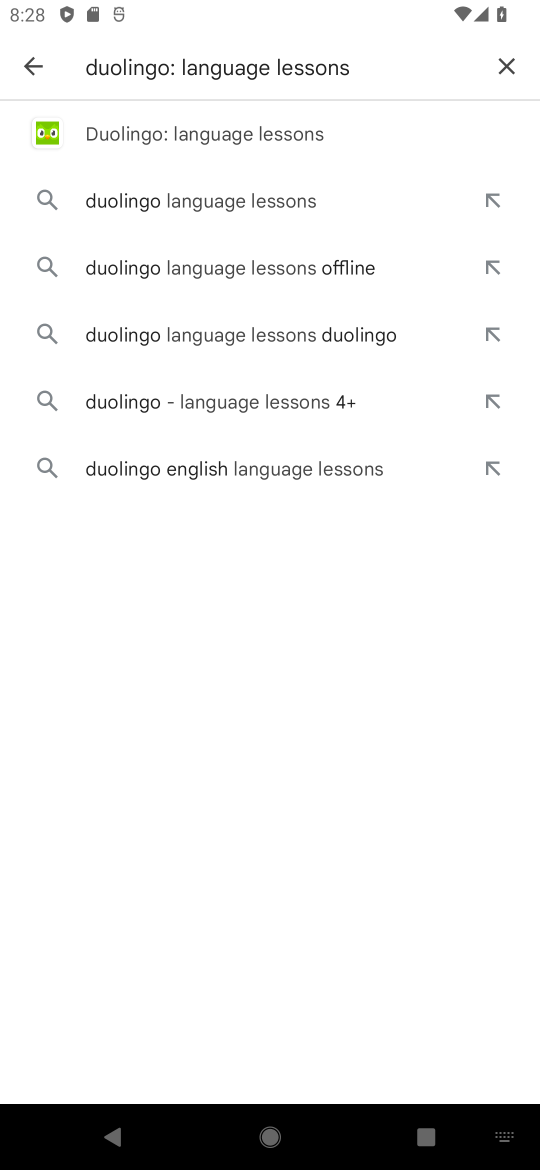 8:28
duolingo: language lessons
Duolingo: language lessons
duolingo language lessons
duolingo language lessons offline
duolingo language lessons duolingo
duolingo - language lessons 4+
duolingo english language lessons